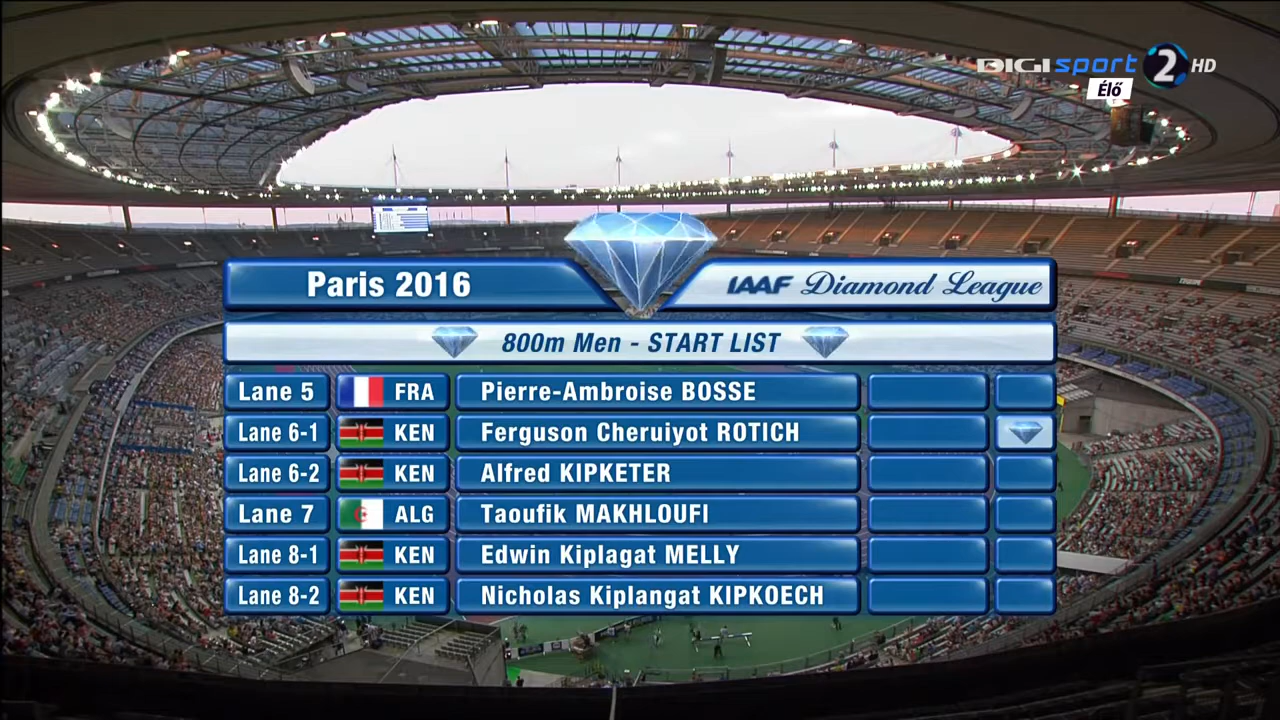 DIGI sport 2 HD
Élő
Paris 2016
IAAF Diamond League
800m Men - START LIST
Lane 5 FRA Pierre-Ambroise BOSSE
Lane 6-1 KEN Ferguson Cheruiyot ROTICH
Lane 6-2 KEN Alfred KIPKETER
Lane 7 ALG Taoufik MAKHLOUFI
Lane 8-1 KEN Edwin Kiplagat MELLY
Lane 8-2 KEN Nicholas Kiplangat KIPKOECH